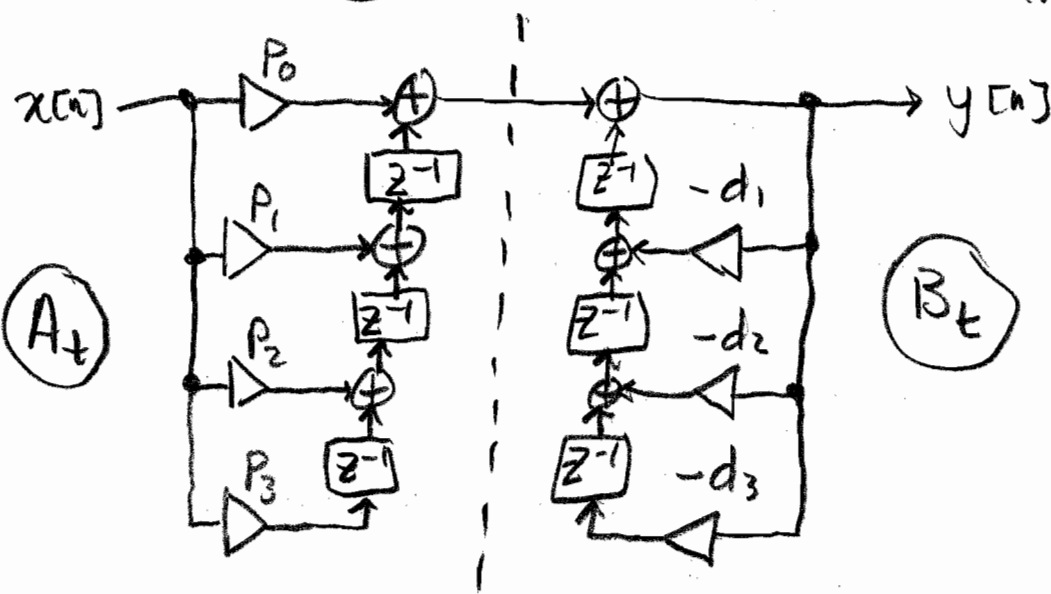 P₀
x[n] + + y[n]
z⁻¹ z⁻¹ -d₁
P₁
+ +
Aₜ z⁻¹ z⁻¹ Bₜ
P₂ -d₂
+ +
P₃ z⁻¹ z⁻¹ -d₃